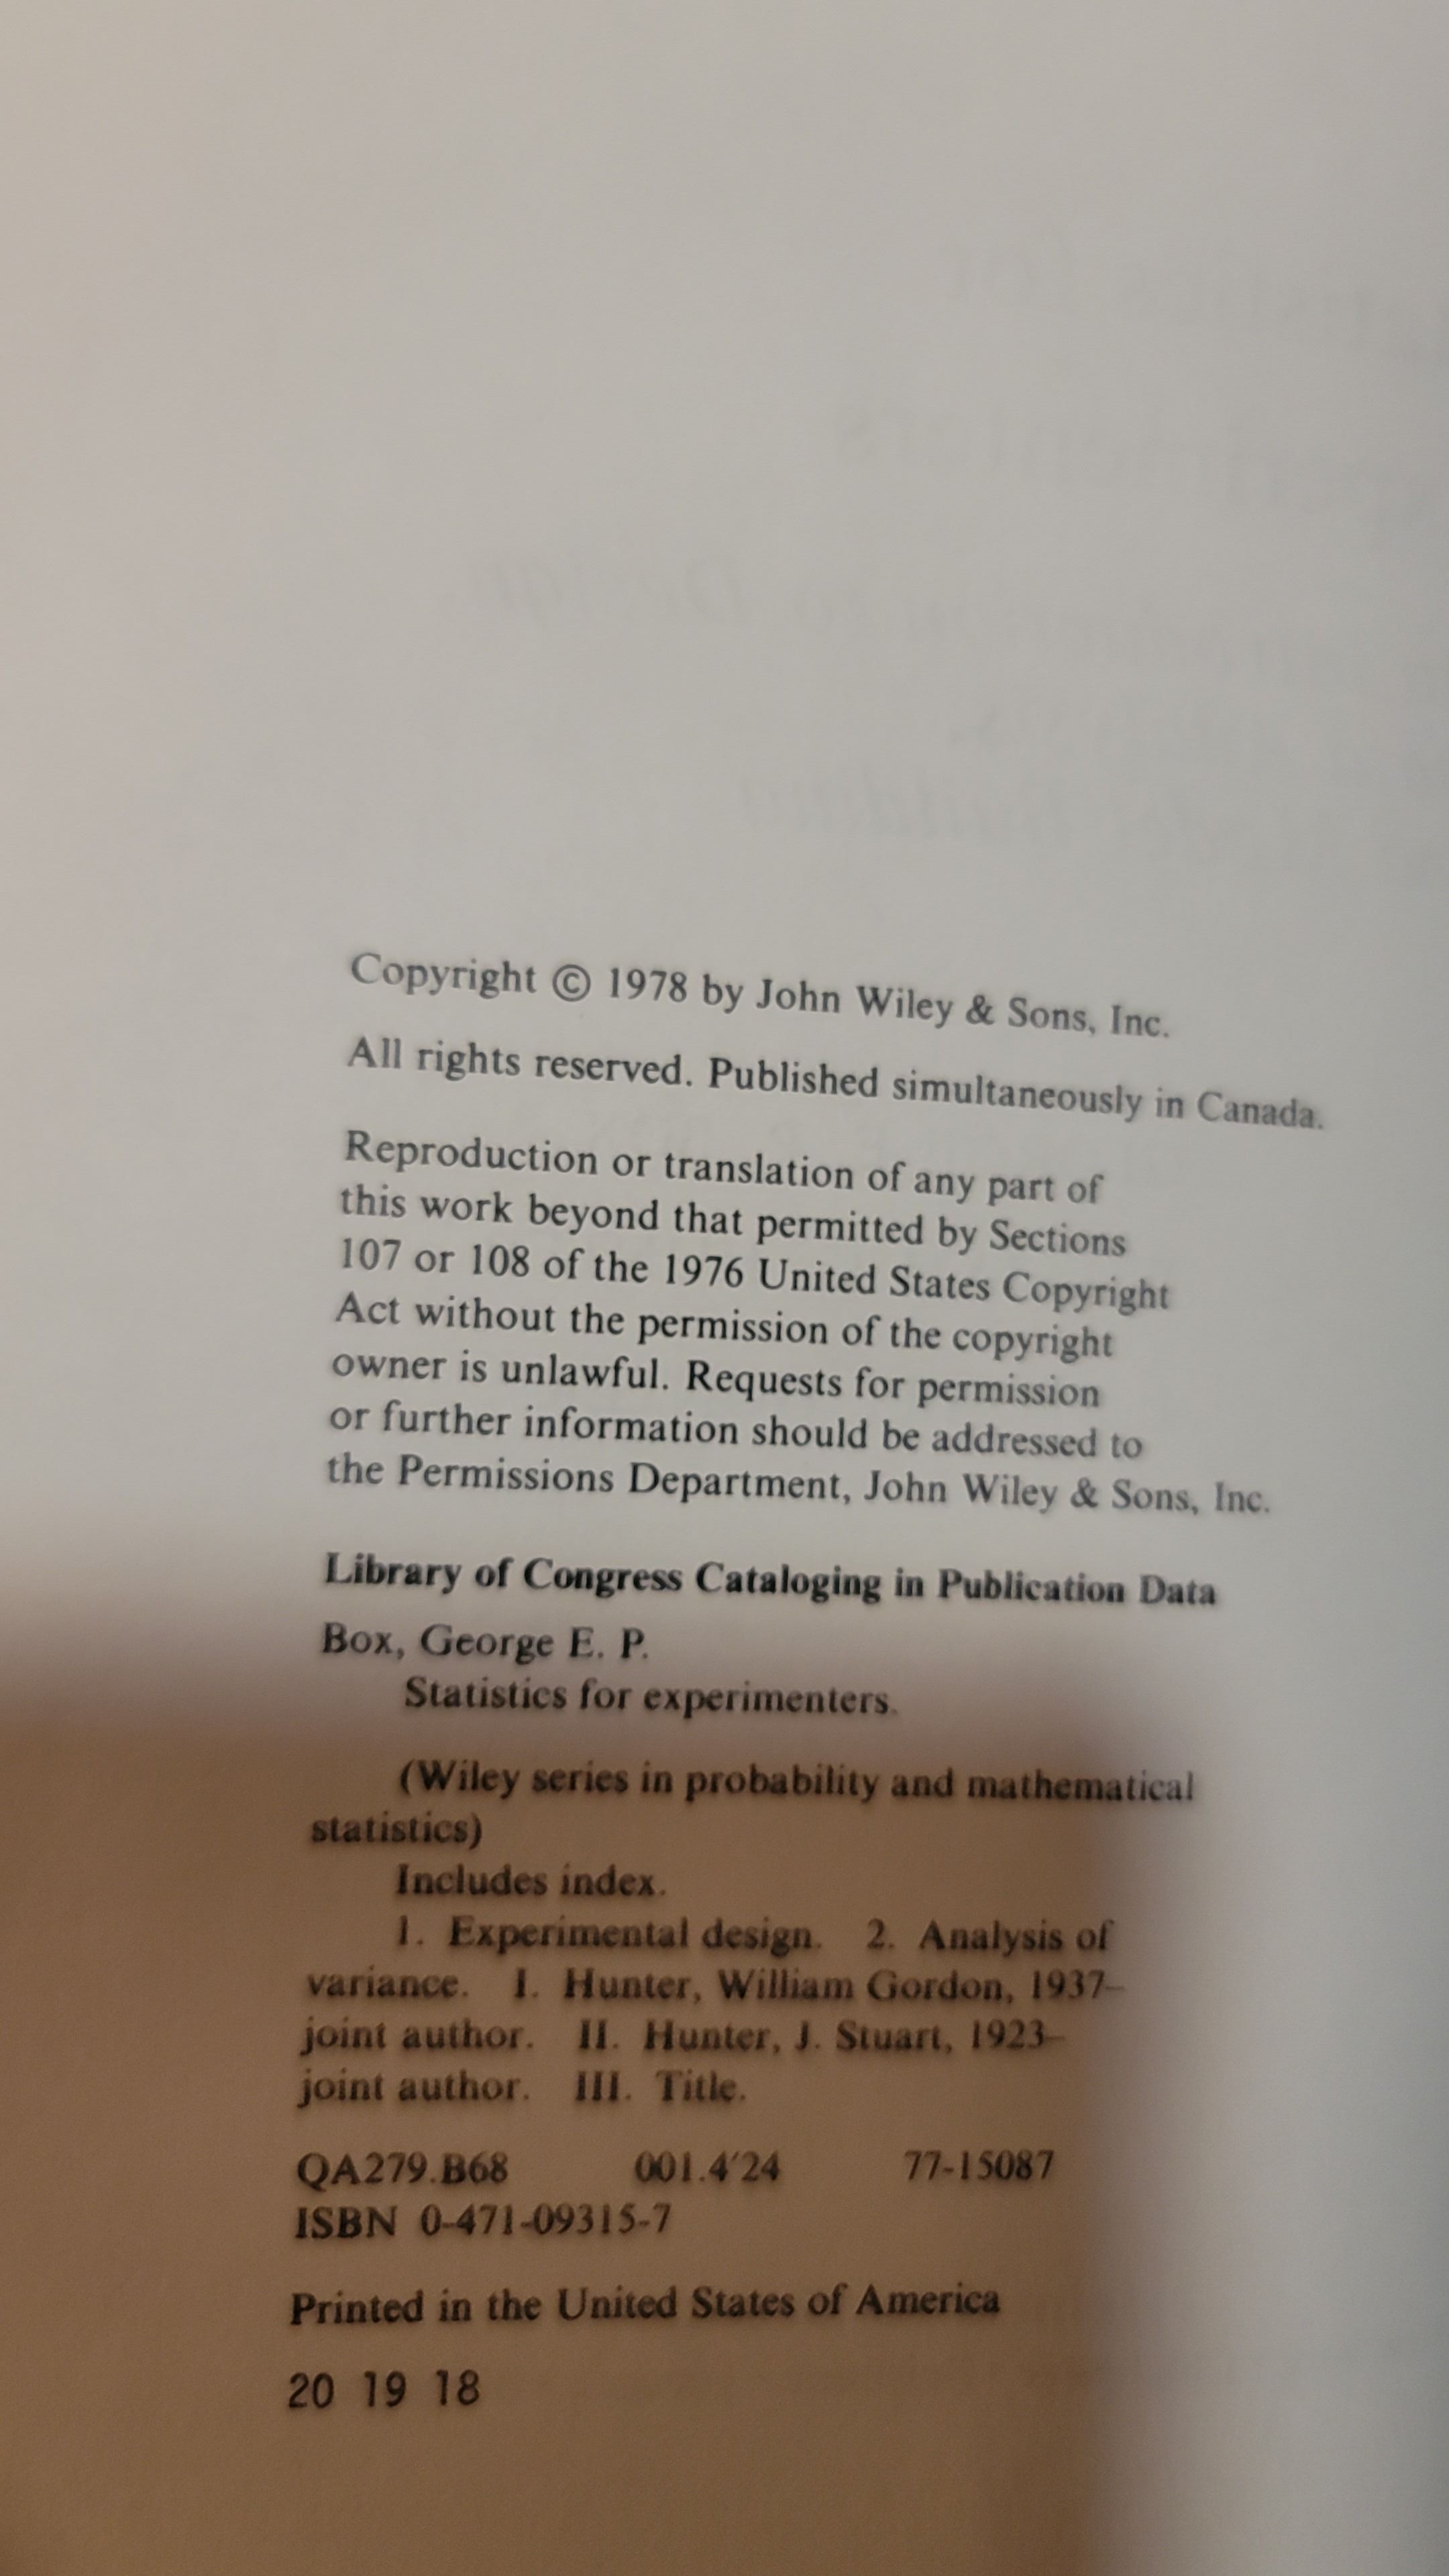 Copyright © 1978 by John Wiley & Sons, Inc.
All rights reserved. Published simultaneously in Canada.
Reproduction or translation of any part of
this work beyond that permitted by Sections
107 or 108 of the 1976 United States Copyright
Act without the permission of the copyright
owner is unlawful. Requests for permission
or further information should be addressed to
the Permissions Department, John Wiley & Sons, Inc.
Library of Congress Cataloging in Publication Data
Box, George E. P.
Statistics for experimenters.
(Wiley series in probability and mathematical
statistics)
Includes index.
1. Experimental design. 2. Analysis of
variance. I. Hunter, William Gordon, 1937–
joint author. II. Hunter, J. Stuart, 1923–
joint author. III. Title.
QA279.B68 001.4'24 77-15087
ISBN 0-471-09315-7
Printed in the United States of America
20 19 18